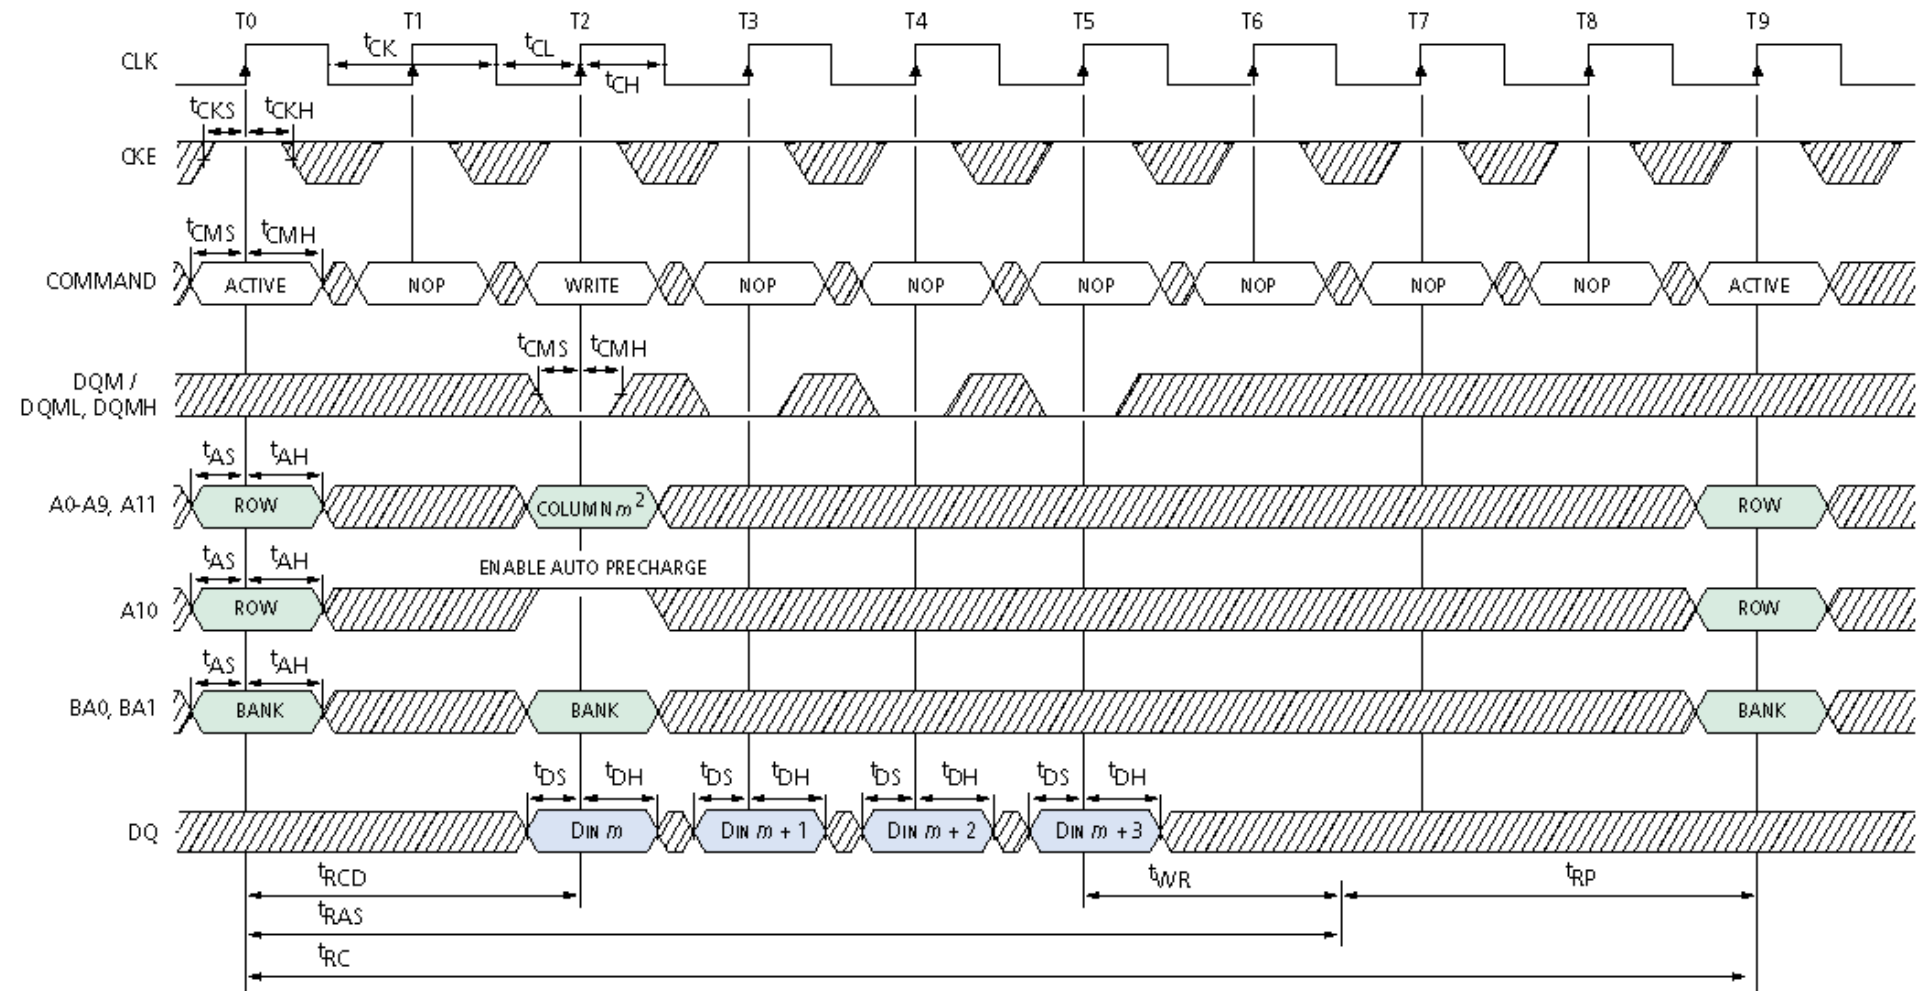 T0 T1 T2 T3 T4 T5 T6 T7 T8 T9
CLK tCK tCL
tCH
tCKS tCKH
CKE
tCMS tCMH
COMMAND ACTIVE NOP WRITE NOP NOP NOP NOP NOP NOP ACTIVE
tCMS tCMH
DQM /
DQML, DQMH
tAS tAH
A0-A9, A11 ROW COLUMN m2 ROW
tAS tAH ENABLE AUTO PRECHARGE
A10 ROW ROW
tAS tAH
BA0, BA1 BANK BANK BANK
tDS tDH tDS tDH tDS tDH tDS tDH
DQ DIN m DIN m + 1 DIN m + 2 DIN m + 3
tRCD tWR tRP
tRAS
tRC